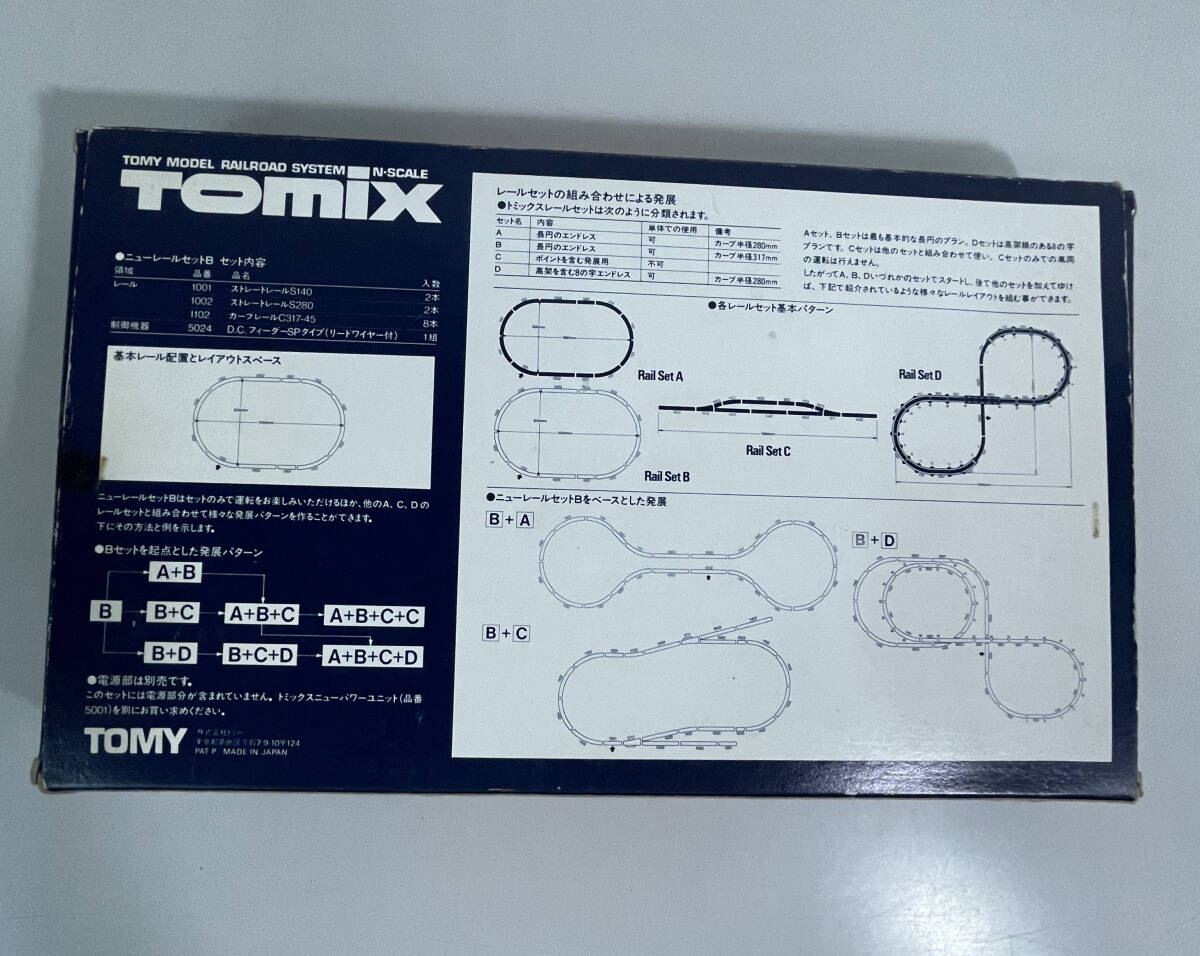 TOMY MODEL RAILROAD SYSTEM N·SCALE
TOMIX
●ニューレールセットB セット内容
領域 品番 品名 入数
レール 1001 ストレートレールS140 2本
1002 ストレートレールS280 2本
1102 カーブレールC317-45 8本
制御機器 5024 D.C.フィーダーSPタイプ(リードワイヤー付) 1組
基本レール配置とレイアウトスペース
ニューレールセットBはセットのみで運転をお楽しみいただけるほか、他のA、C、Dの
レールセットと組み合わせて様々な発展パターンを作ることができます。
下にその方法と例を示します。
●Bセットを起点とした発展パターン
A+B
B B+C A+B+C A+B+C+C
B+D B+C+D A+B+C+D
●電源部は別売です。
このセットには電源部分が含まれていません。トミックスニューパワーユニット(品番
5001)を別にお買い求めください。
TOMY
7-9-10〒124
PAT P. MADE IN JAPAN
レールセットの組み合わせによる発展
●トミックスレールセットは次のように分類されます。
セット名 内容 単体での使用 備考
A 長円のエンドレス 可 カーブ半径280mm
B 長円のエンドレス 可 カーブ半径317mm
C ポイントを含む発展用 不可
D 高架を含む8の字エンドレス 可 カーブ半径280mm
Aセット、Bセットは最も基本的な長円のプラン。Dセットは高架線のある8の字
プランです。Cセットは他のセットと組み合わせて使い、Cセットのみでの車両
の運転は行えません。
したがってA、B、Dいづれかのセットでスタートし、後で他のセットを加えてゆけ
ば、下記で紹介されているような様々なレールレイアウトを組む事ができます。
●各レールセット基本パターン
Rail Set A
Rail Set B
Rail Set C
Rail Set D
●ニューレールセットBをベースとした発展
B+A
B+D
B+C